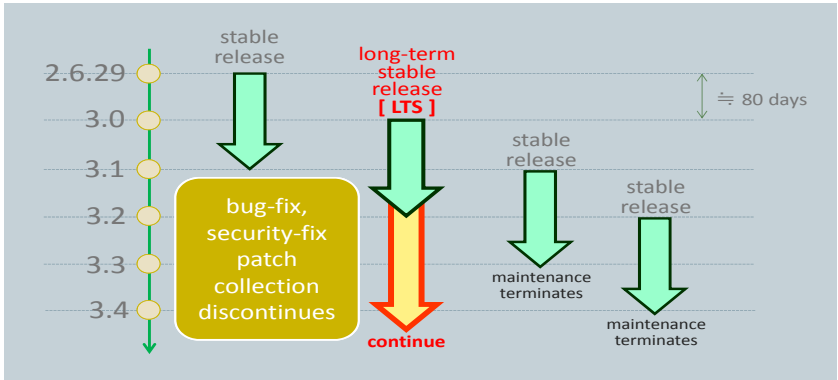 stable
release
long-term
stable
release
[ LTS ]
2.6.29
≒ 80 days
3.0
3.1
stable
release
3.2
stable
release
bug-fix,
security-fix
patch
collection
discontinues
3.3
maintenance
terminates
3.4
continue
maintenance
terminates